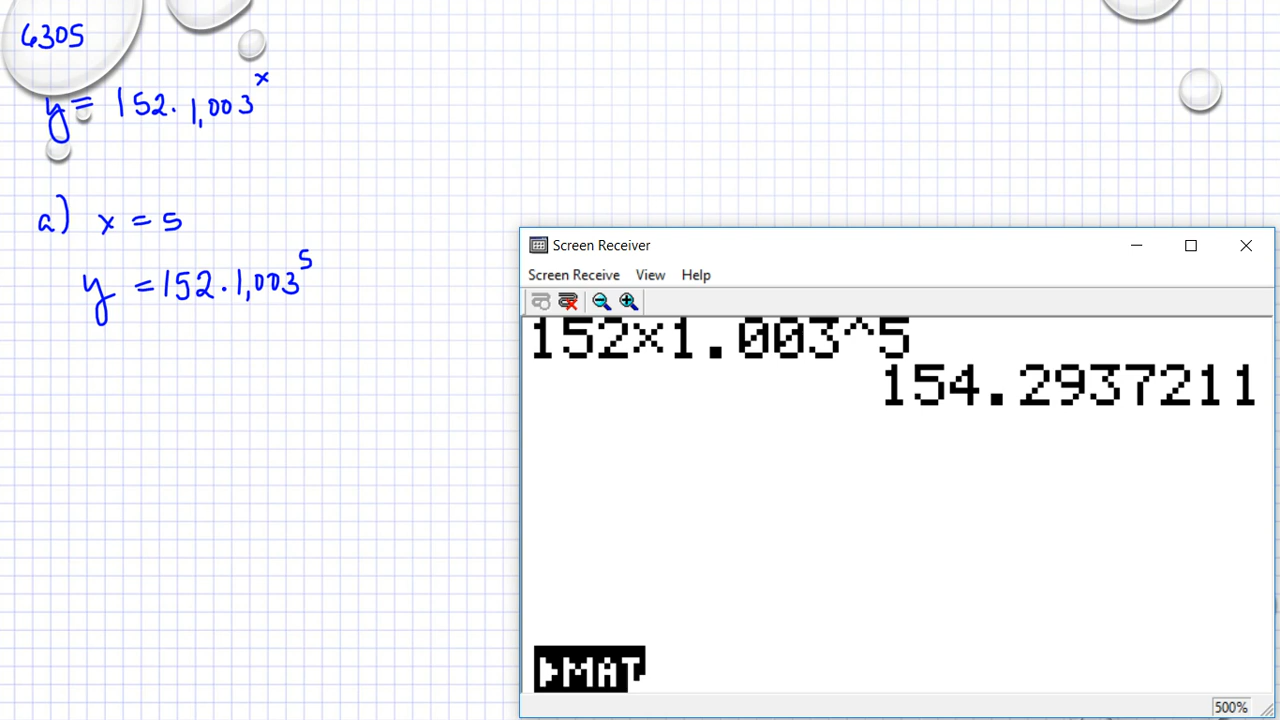 6305
y = 152 · 1,003^x
a) x = 5
y = 152 · 1,003^5
Screen Receiver
Screen Receive View Help
152×1.003^5
154.2937211
▶MAT
500%